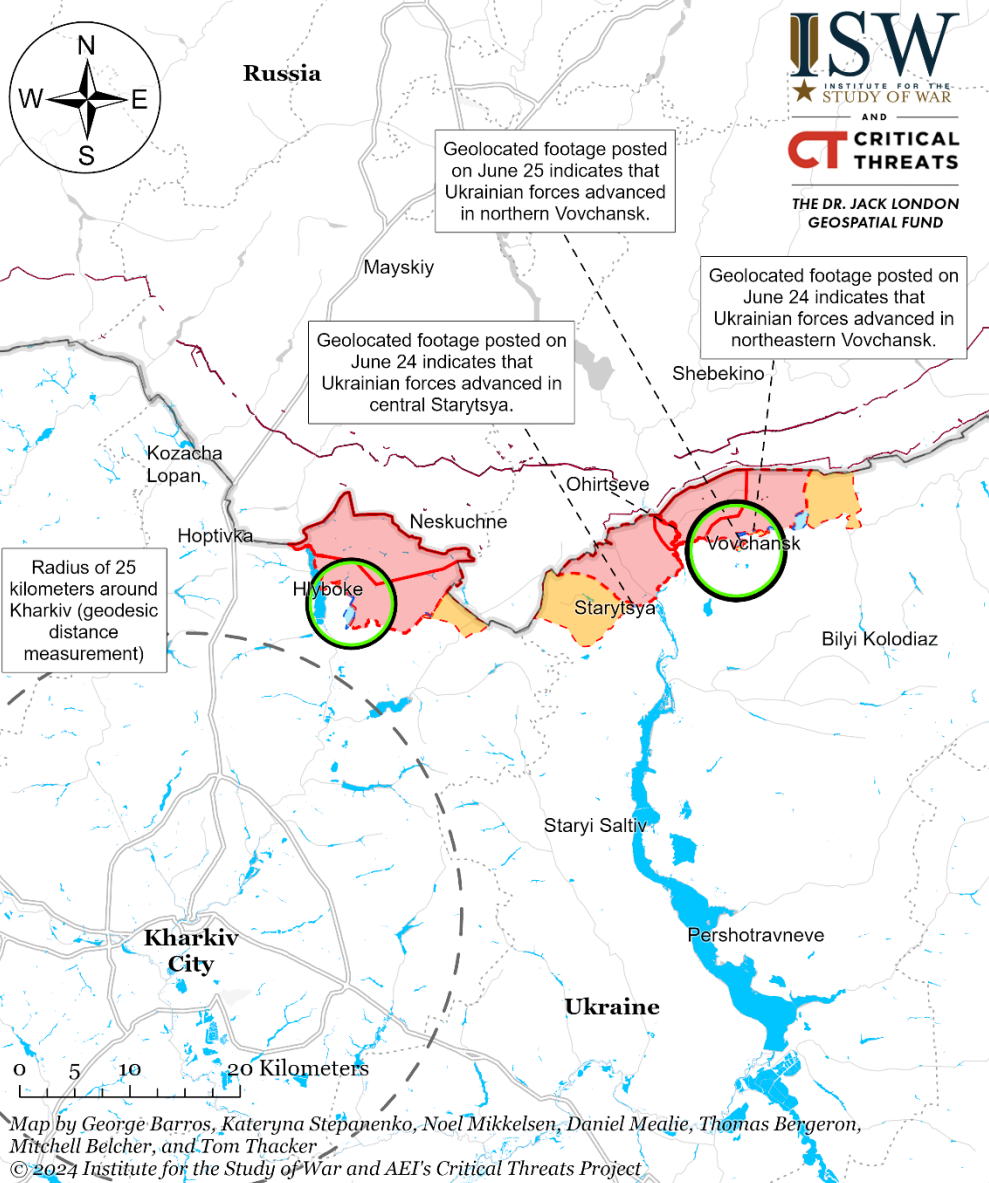 N
W
E
S
Russia
ISW
INSTITUTE FOR THE
STUDY OF WAR
AND
CT CRITICAL
THREATS
THE DR. JACK LONDON
GEOSPATIAL FUND
Geolocated footage posted
on June 25 indicates that
Ukrainian forces advanced
in northern Vovchansk.
Mayskiy
Geolocated footage posted on
June 24 indicates that
Ukrainian forces advanced in
northeastern Vovchansk.
Geolocated footage posted on
June 24 indicates that
Ukrainian forces advanced in
central Starytsya.
Shebekino
Kozacha
Lopan
Ohirtseve
Neskuchne
Hoptivka
Vovchansk
Radius of 25
kilometers around
Kharkiv (geodesic
distance
measurement)
Hlyboke
Starytsya
Bilyi Kolodiaz
Staryi Saltiv
Pershotravneve
Kharkiv
City
Ukraine
0 5 10 20 Kilometers
Map by George Barros, Kateryna Stepanenko, Noel Mikkelsen, Daniel Mealie, Thomas Bergeron,
Mitchell Belcher, and Tom Thacker
© 2024 Institute for the Study of War and AEI's Critical Threats Project